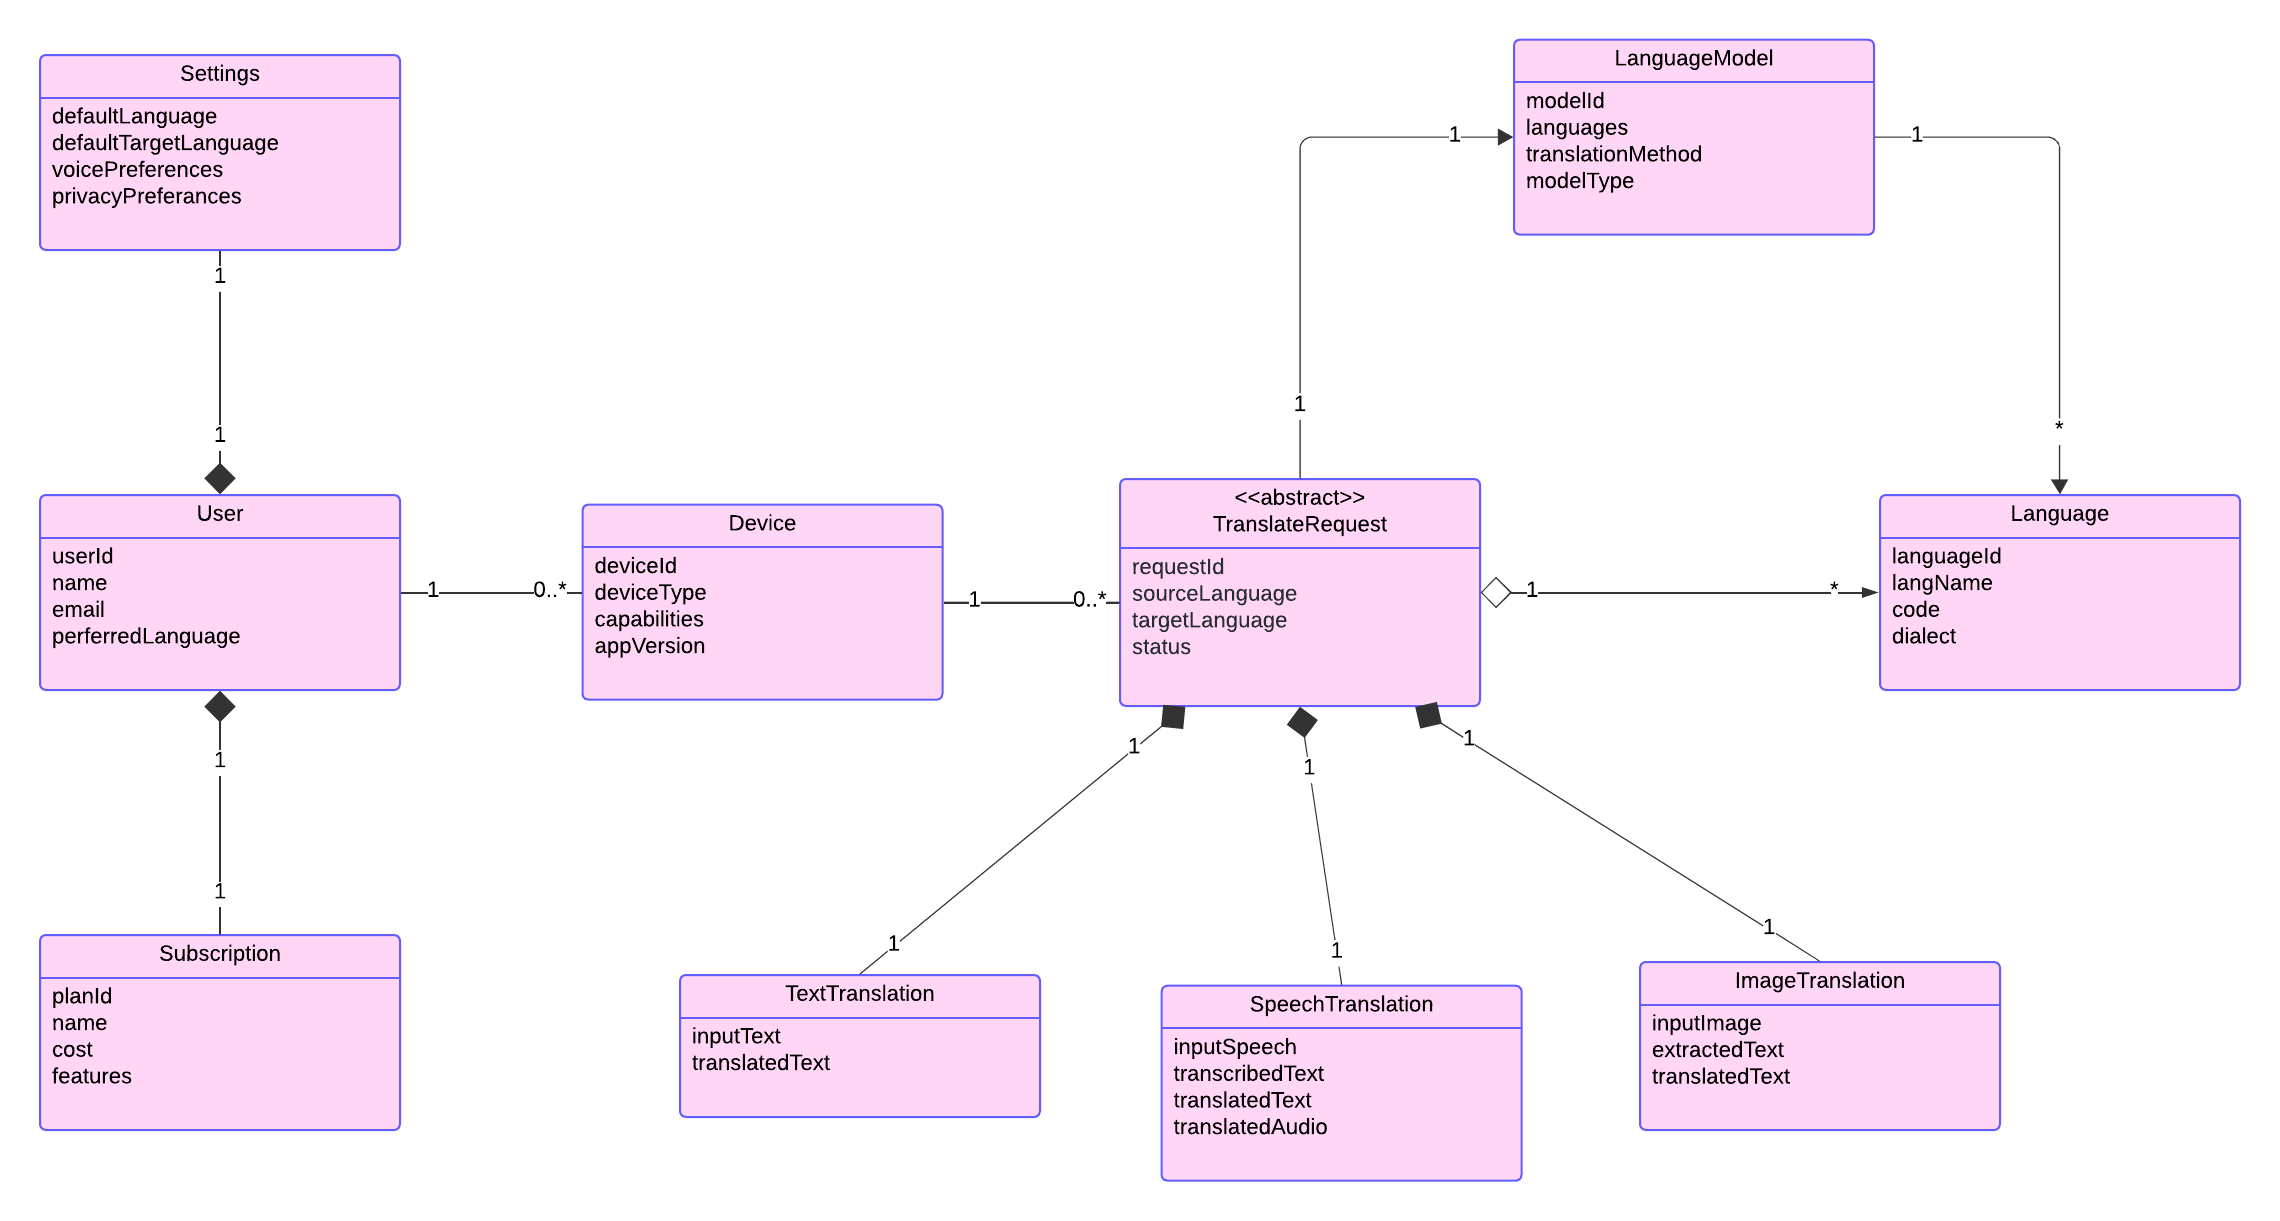 Settings
defaultLanguage
defaultTargetLanguage
voicePreferences
privacyPreferances
1
1
User
userId
name
email
perferredLanguage
1
0..*
1
1
Subscription
planId
name
cost
features
Device
deviceId
deviceType
capabilities
appVersion
1
0..*
<<abstract>>
TranslateRequest
requestId
sourceLanguage
targetLanguage
status
1
1
LanguageModel
modelId
languages
translationMethod
modelType
1
*
1
*
Language
languageId
langName
code
dialect
1
1
1
1
1
1
TextTranslation
inputText
translatedText
SpeechTranslation
inputSpeech
transcribedText
translatedText
translatedAudio
ImageTranslation
inputImage
extractedText
translatedText